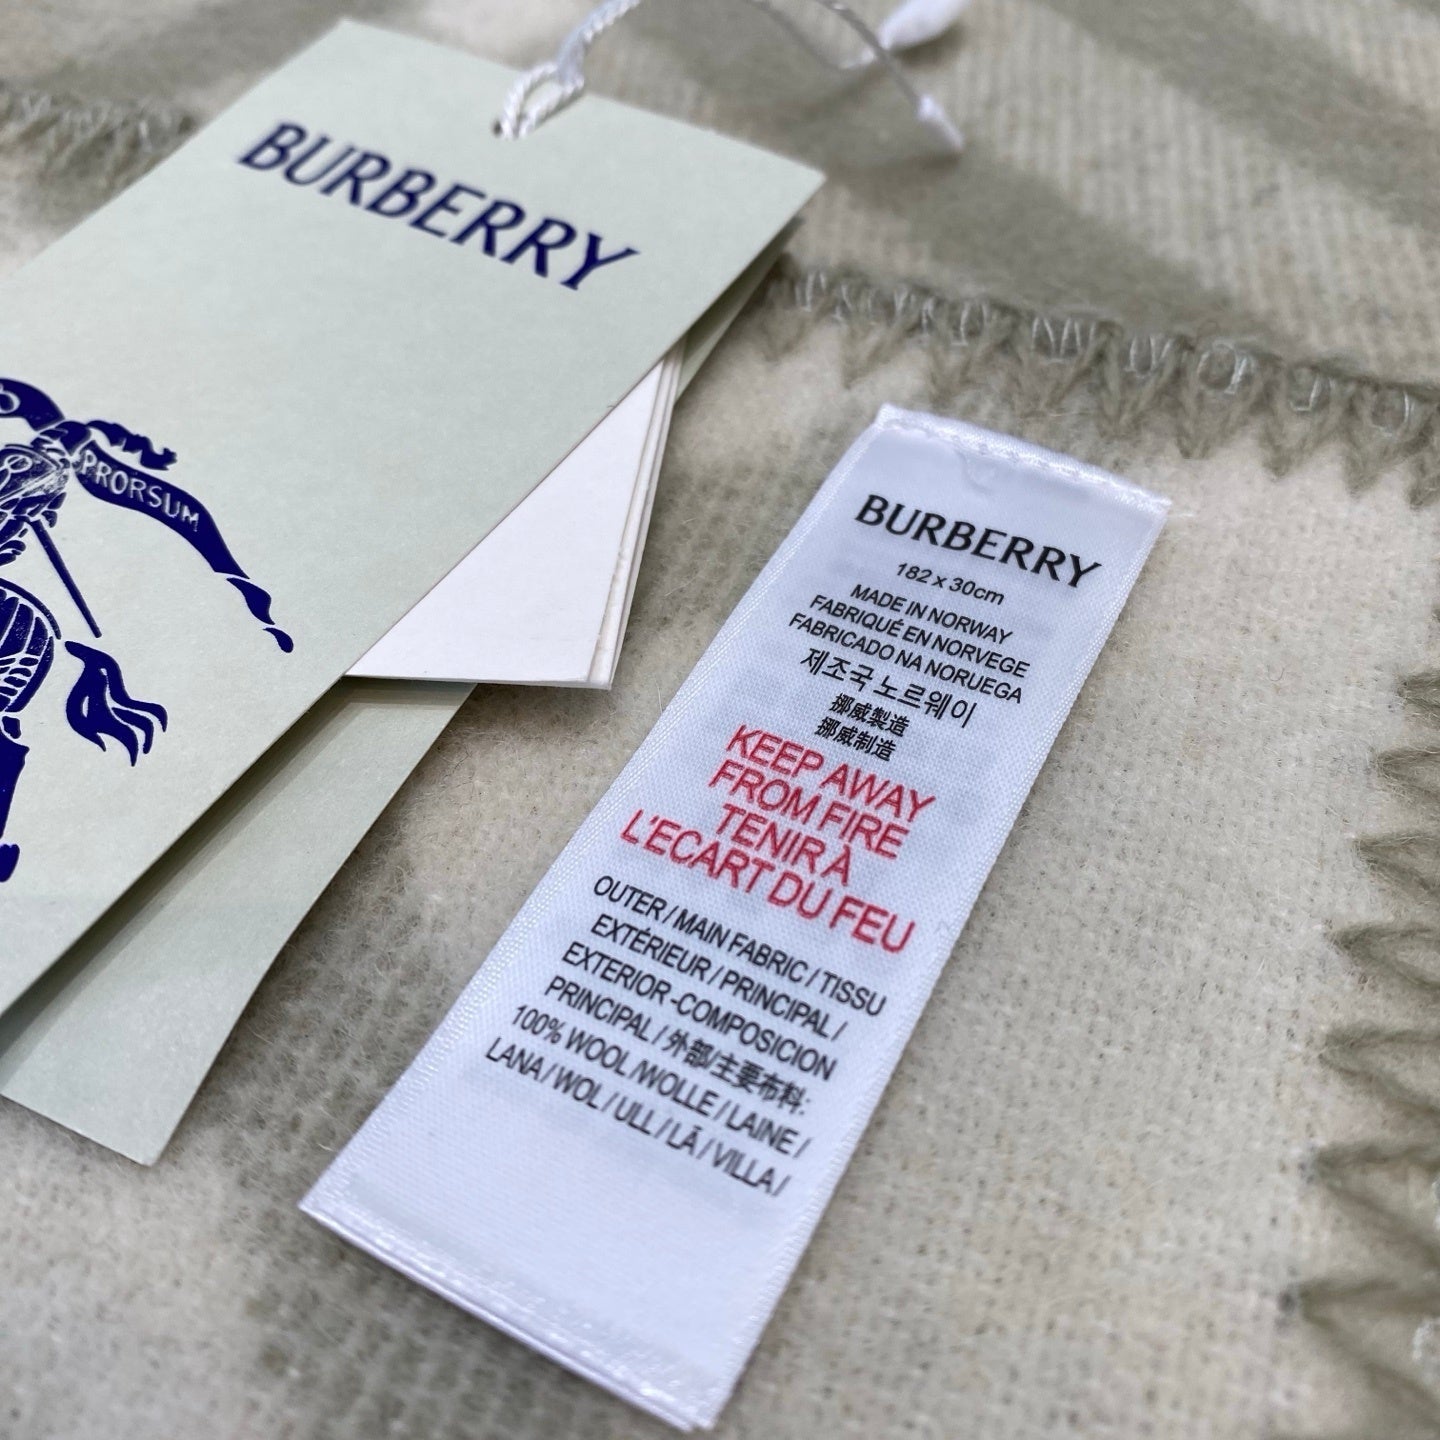 BURBERRY
PRORSUM
BURBERRY
182 x 30cm
MADE IN NORWAY
FABRIQUÉ EN NORVEGE
FABRICADO NA NORUEGA
제조국 노르웨이
挪威製造
挪威制造
KEEP AWAY
FROM FIRE
TENIR À
L'ECART DU FEU
OUTER / MAIN FABRIC / TISSU
EXTÉRIEUR / PRINCIPAL /
EXTERIOR -COMPOSICION
PRINCIPAL / 外部/主要布料:
100% WOOL /WOLLE / LAINE /
LANA / WOL / ULL / LÃ / VILLA /